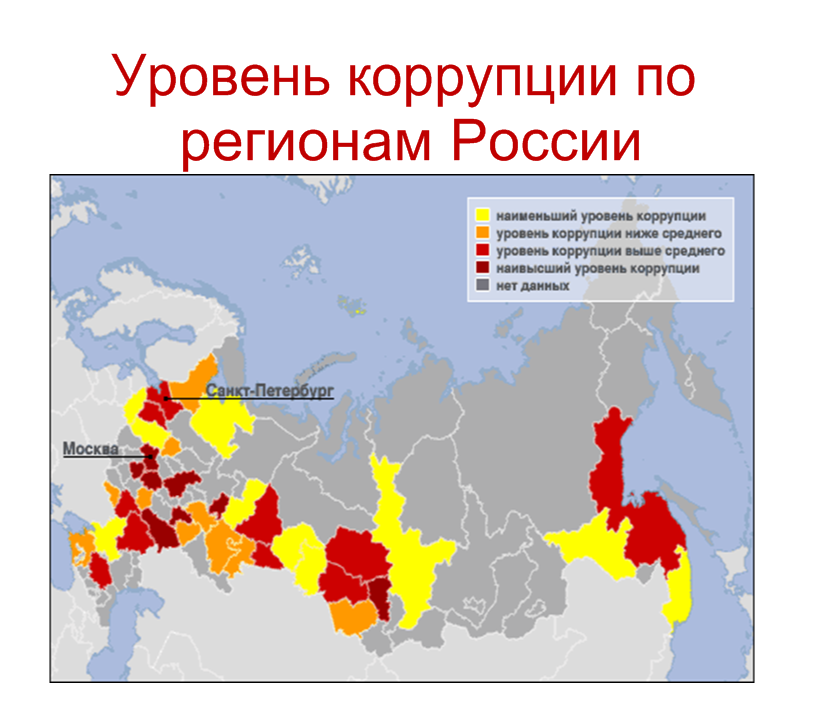 Уровень коррупции по
регионам России
наименьший уровень коррупции
уровень коррупции ниже среднего
уровень коррупции выше среднего
наивысший уровень коррупции
нет данных
Санкт-Петербург
Москва